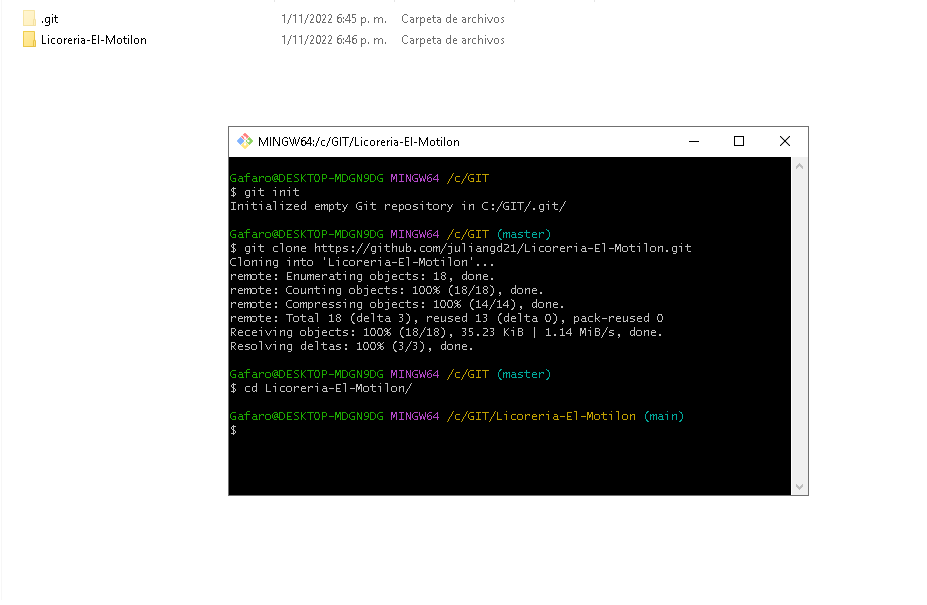 .git 1/11/2022 6:45 p. m. Carpeta de archivos
Licoreria-El-Motilon 1/11/2022 6:46 p. m. Carpeta de archivos
MINGW64:/c/GIT/Licoreria-El-Motilon
Gafaro@DESKTOP-MDGN9DG MINGW64 /c/GIT
$ git init
Initialized empty Git repository in C:/GIT/.git/
Gafaro@DESKTOP-MDGN9DG MINGW64 /c/GIT (master)
$ git clone https://github.com/juliangd21/Licoreria-El-Motilon.git
Cloning into 'Licoreria-El-Motilon'...
remote: Enumerating objects: 18, done.
remote: Counting objects: 100% (18/18), done.
remote: Compressing objects: 100% (14/14), done.
remote: Total 18 (delta 3), reused 13 (delta 0), pack-reused 0
Receiving objects: 100% (18/18), 35.23 KiB | 1.14 MiB/s, done.
Resolving deltas: 100% (3/3), done.
Gafaro@DESKTOP-MDGN9DG MINGW64 /c/GIT (master)
$ cd Licoreria-El-Motilon/
Gafaro@DESKTOP-MDGN9DG MINGW64 /c/GIT/Licoreria-El-Motilon (main)
$